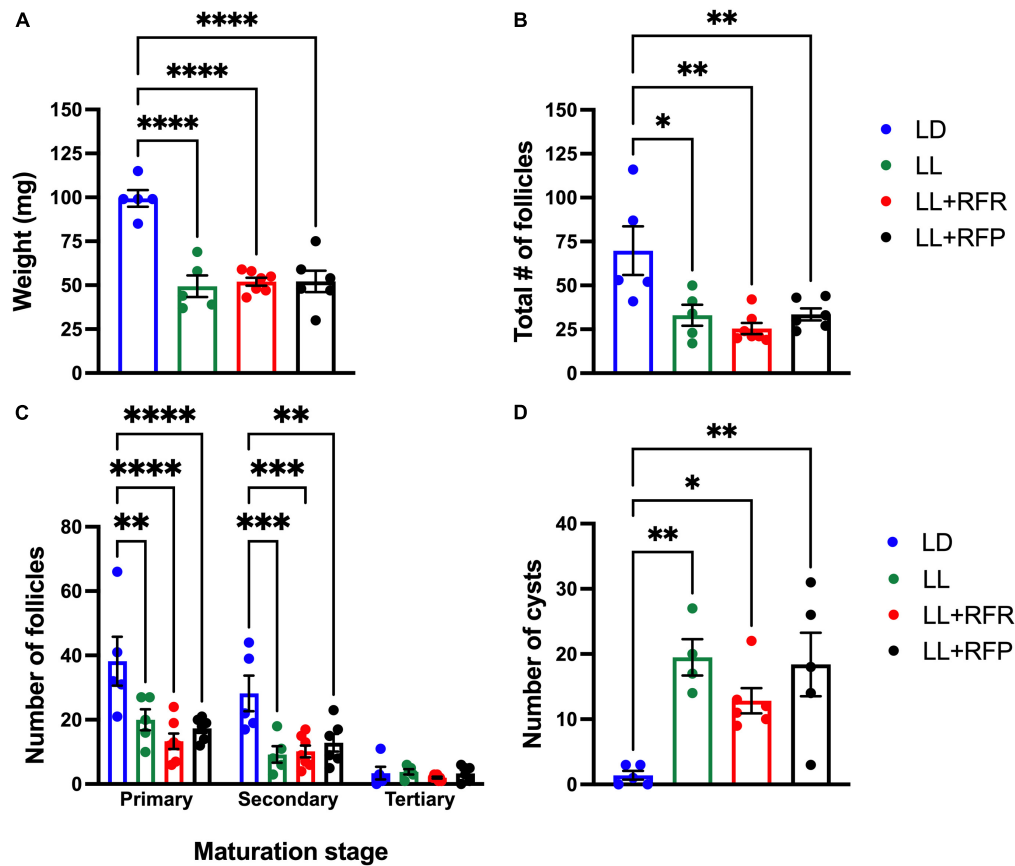 A
****
****
****
Weight (mg)
150
125
100
75
50
25
0
B
**
**
*
Total # of follicles
150
125
100
75
50
25
0
LD
LL
LL+RFR
LL+RFP
C
****
**
****
***
**
***
Number of follicles
80
60
40
20
0
Primary
Secondary
Tertiary
Maturation stage
D
**
*
**
Number of cysts
40
30
20
10
0
LD
LL
LL+RFR
LL+RFP